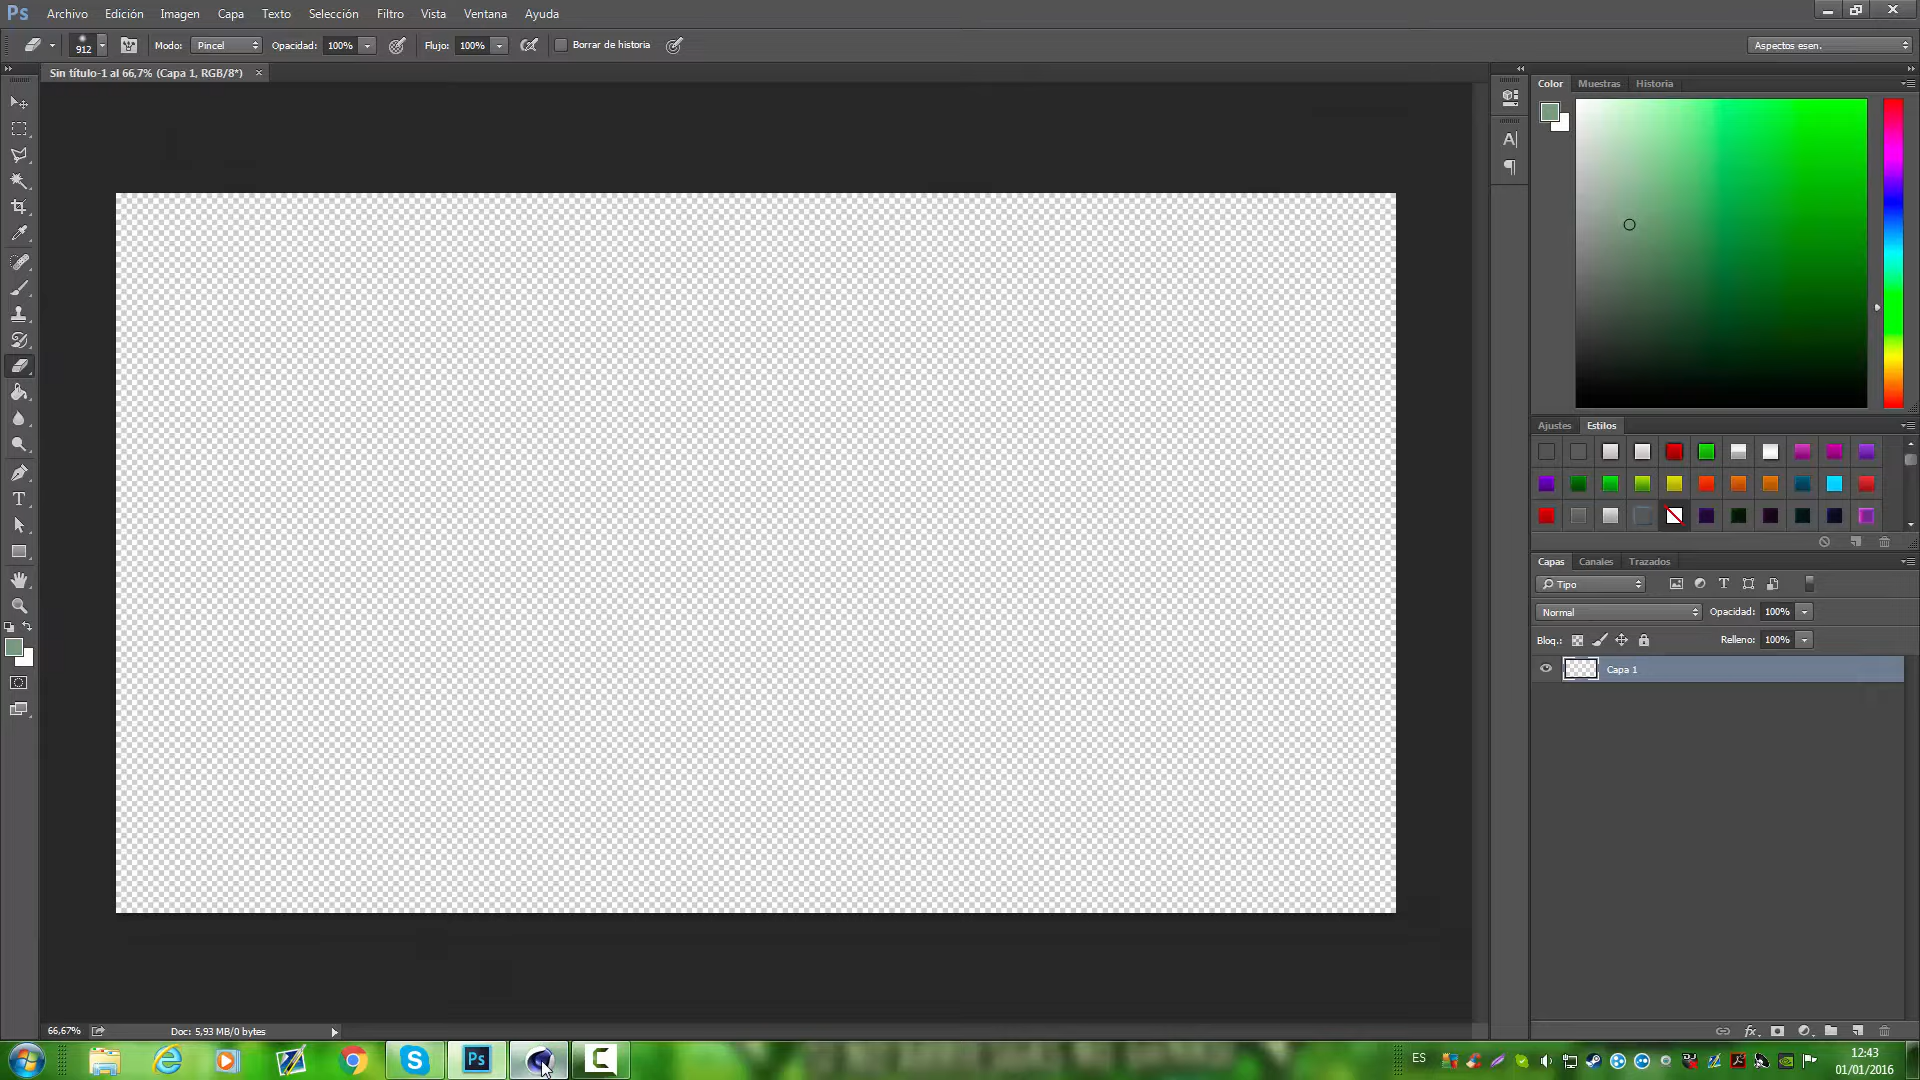 Ps Archivo Edición Imagen Capa Texto Selección Filtro Vista Ventana Ayuda
912 Modo: Pincel Opacidad: 100% Flujo: 100% Borrar de historia Aspectos esen.
Sin título-1 al 66,7% (Capa 1, RGB/8*) ×
Color Muestras Historia
A
T
Ajustes Estilos
Capas Canales Trazados
Tipo
T
Normal Opacidad: 100%
Bloq.: Relleno: 100%
Capa 1
66,67% Doc: 5,93 MB/0 bytes
fx
Ps
C
ES
12:43
01/01/2016